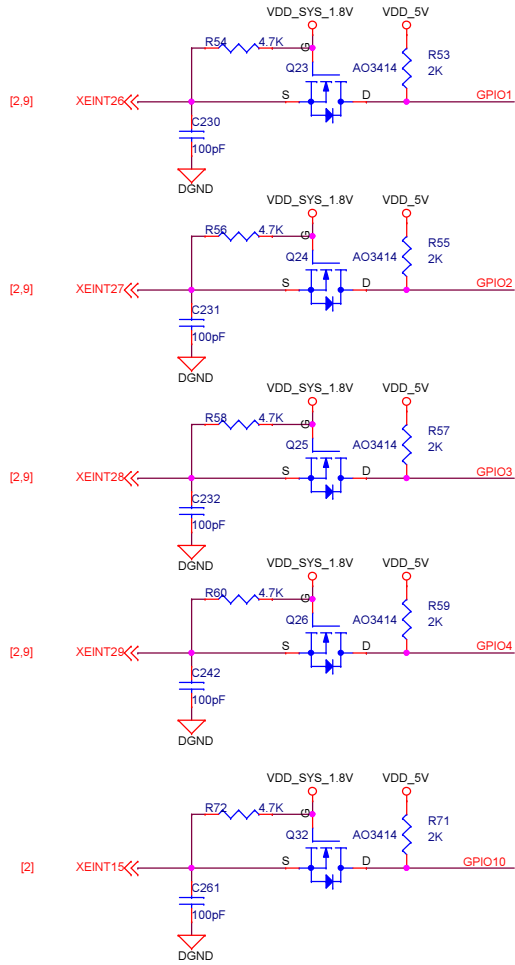 VDD_SYS_1.8V VDD_5V
R54 4.7K G R53
Q23 AO3414 2K
[2,9] XEINT26 S D GPIO1
C230
100pF
DGND
VDD_SYS_1.8V VDD_5V
R56 4.7K G R55
Q24 AO3414 2K
[2,9] XEINT27 S D GPIO2
C231
100pF
DGND
VDD_SYS_1.8V VDD_5V
R58 4.7K G R57
Q25 AO3414 2K
[2,9] XEINT28 S D GPIO3
C232
100pF
DGND
VDD_SYS_1.8V VDD_5V
R60 4.7K G R59
Q26 AO3414 2K
[2,9] XEINT29 S D GPIO4
C242
100pF
DGND
VDD_SYS_1.8V VDD_5V
R72 4.7K G R71
Q32 AO3414 2K
[2] XEINT15 S D GPIO10
C261
100pF
DGND